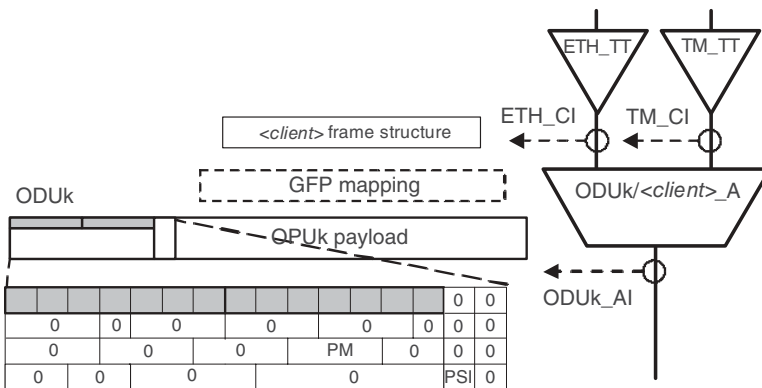 ETH_TT TM_TT
ETH_CI TM_CI
<client> frame structure
GFP mapping
ODUk/<client>_A
ODUk
OPUk payload
ODUk_AI
0 0
0 0 0 0 0 0 0 0
0 0 0 PM 0 0 0
0 0 0 0 PSI 0